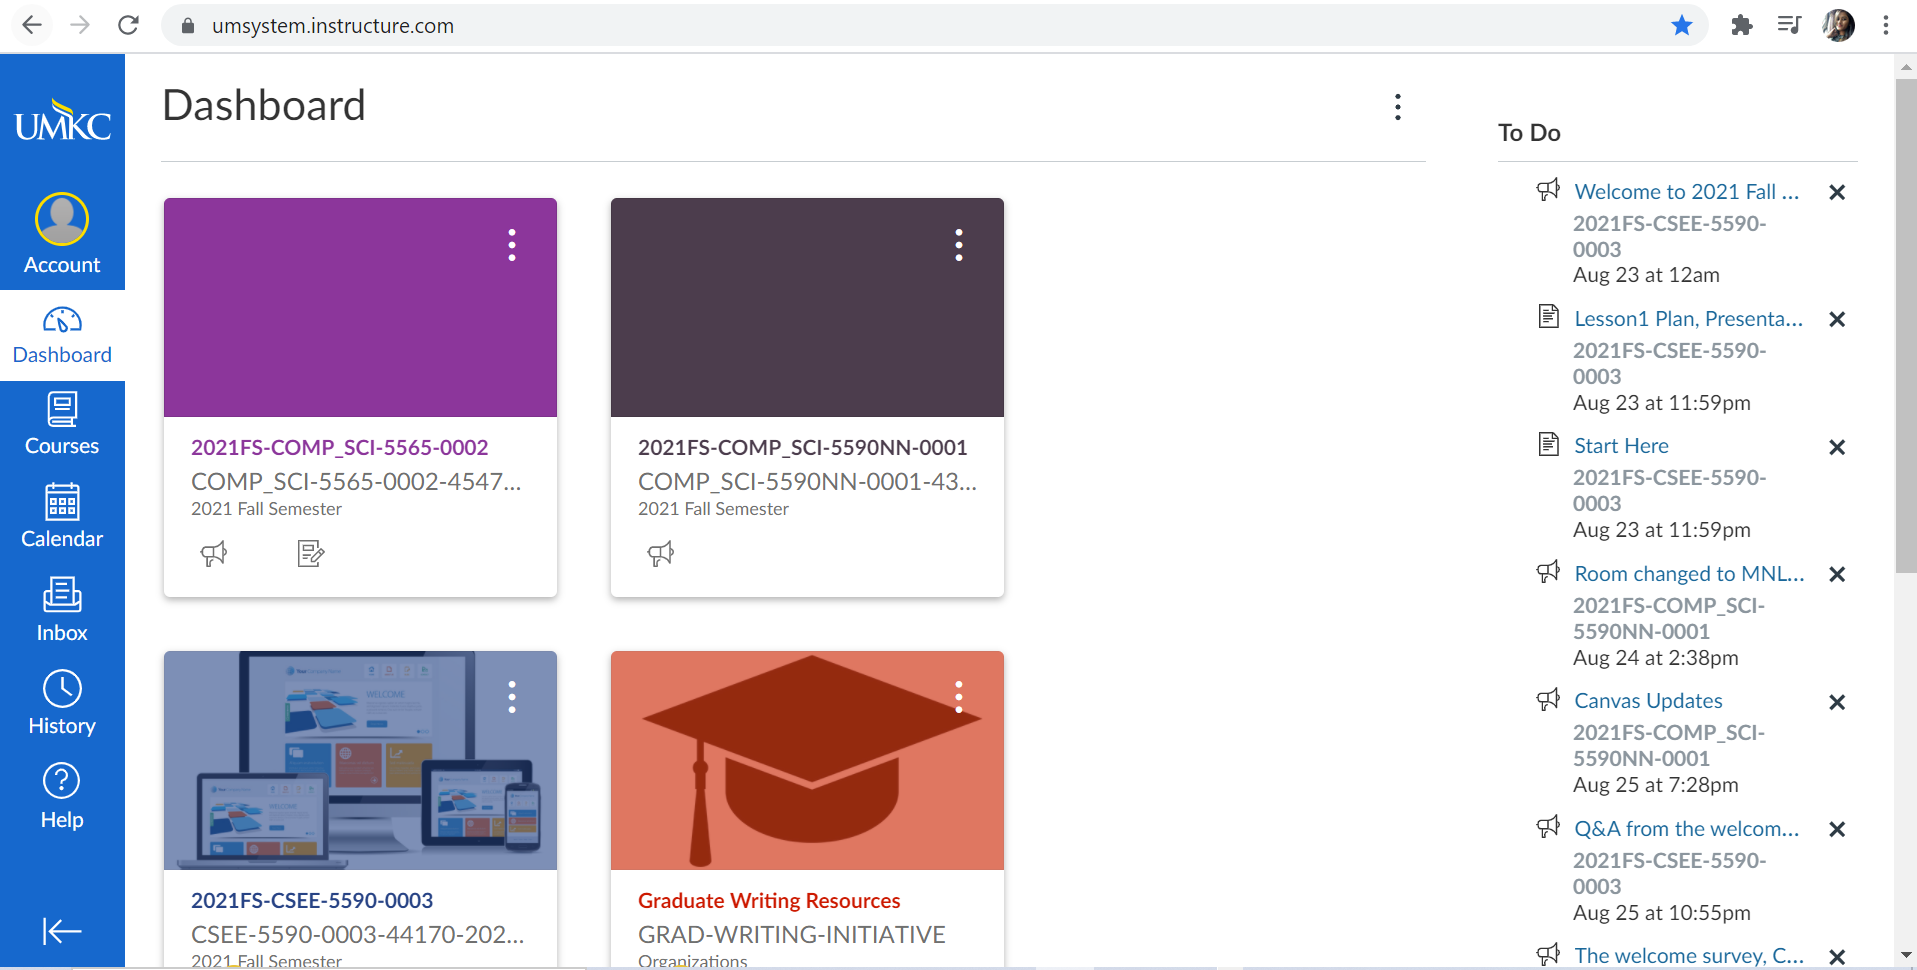 umsystem.instructure.com
UMKC
Account
Dashboard
Courses
Calendar
Inbox
History
Help
Dashboard
2021FS-COMP_SCI-5565-0002
COMP_SCI-5565-0002-4547...
2021 Fall Semester
2021FS-COMP_SCI-5590NN-0001
COMP_SCI-5590NN-0001-43...
2021 Fall Semester
WELCOME
WELCOME
2021FS-CSEE-5590-0003
CSEE-5590-0003-44170-202...
2021 Fall Semester
Graduate Writing Resources
GRAD-WRITING-INITIATIVE
Organizations
To Do
Welcome to 2021 Fall ...
2021FS-CSEE-5590-
0003
Aug 23 at 12am
Lesson1 Plan, Presenta...
2021FS-CSEE-5590-
0003
Aug 23 at 11:59pm
Start Here
2021FS-CSEE-5590-
0003
Aug 23 at 11:59pm
Room changed to MNL...
2021FS-COMP_SCI-
5590NN-0001
Aug 24 at 2:38pm
Canvas Updates
2021FS-COMP_SCI-
5590NN-0001
Aug 25 at 7:28pm
Q&A from the welcom...
2021FS-CSEE-5590-
0003
Aug 25 at 10:55pm
The welcome survey, C...